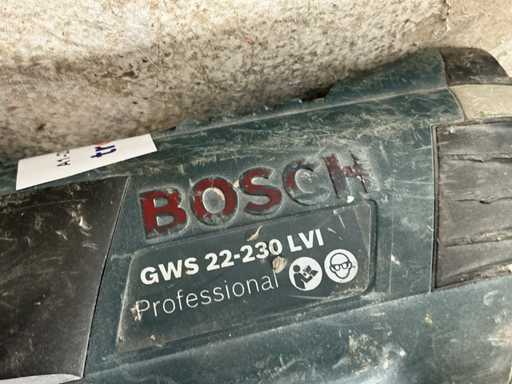 BOSCH
GWS 22-230 LVI
Professional